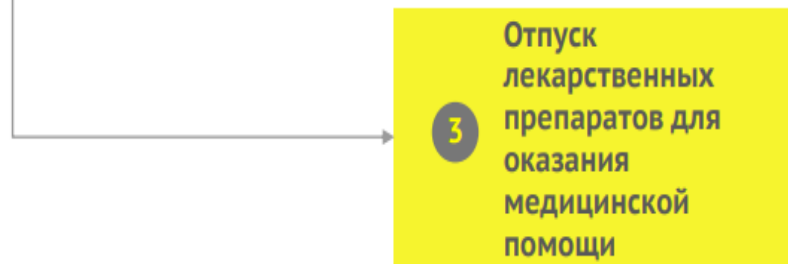 3
Отпуск
лекарственных
препаратов для
оказания
медицинской
помощи